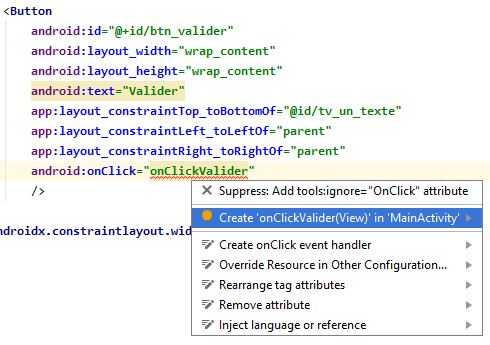 <Button
android:id="@+id/btn_valider"
android:layout_width="wrap_content"
android:layout_height="wrap_content"
android:text="Valider"
app:layout_constraintTop_toBottomOf="@id/tv_un_texte"
app:layout_constraintLeft_toLeftOf="parent"
app:layout_constraintRight_toRightOf="parent"
android:onClick="onClickValider"
/>
Suppress: Add tools:ignore="OnClick" attribute
Create 'onClickValider(View)' in 'MainActivity'
ndroidx.constraintlayout.wid
Create onClick event handler
Override Resource in Other Configuration...
Rearrange tag attributes
Remove attribute
Inject language or reference